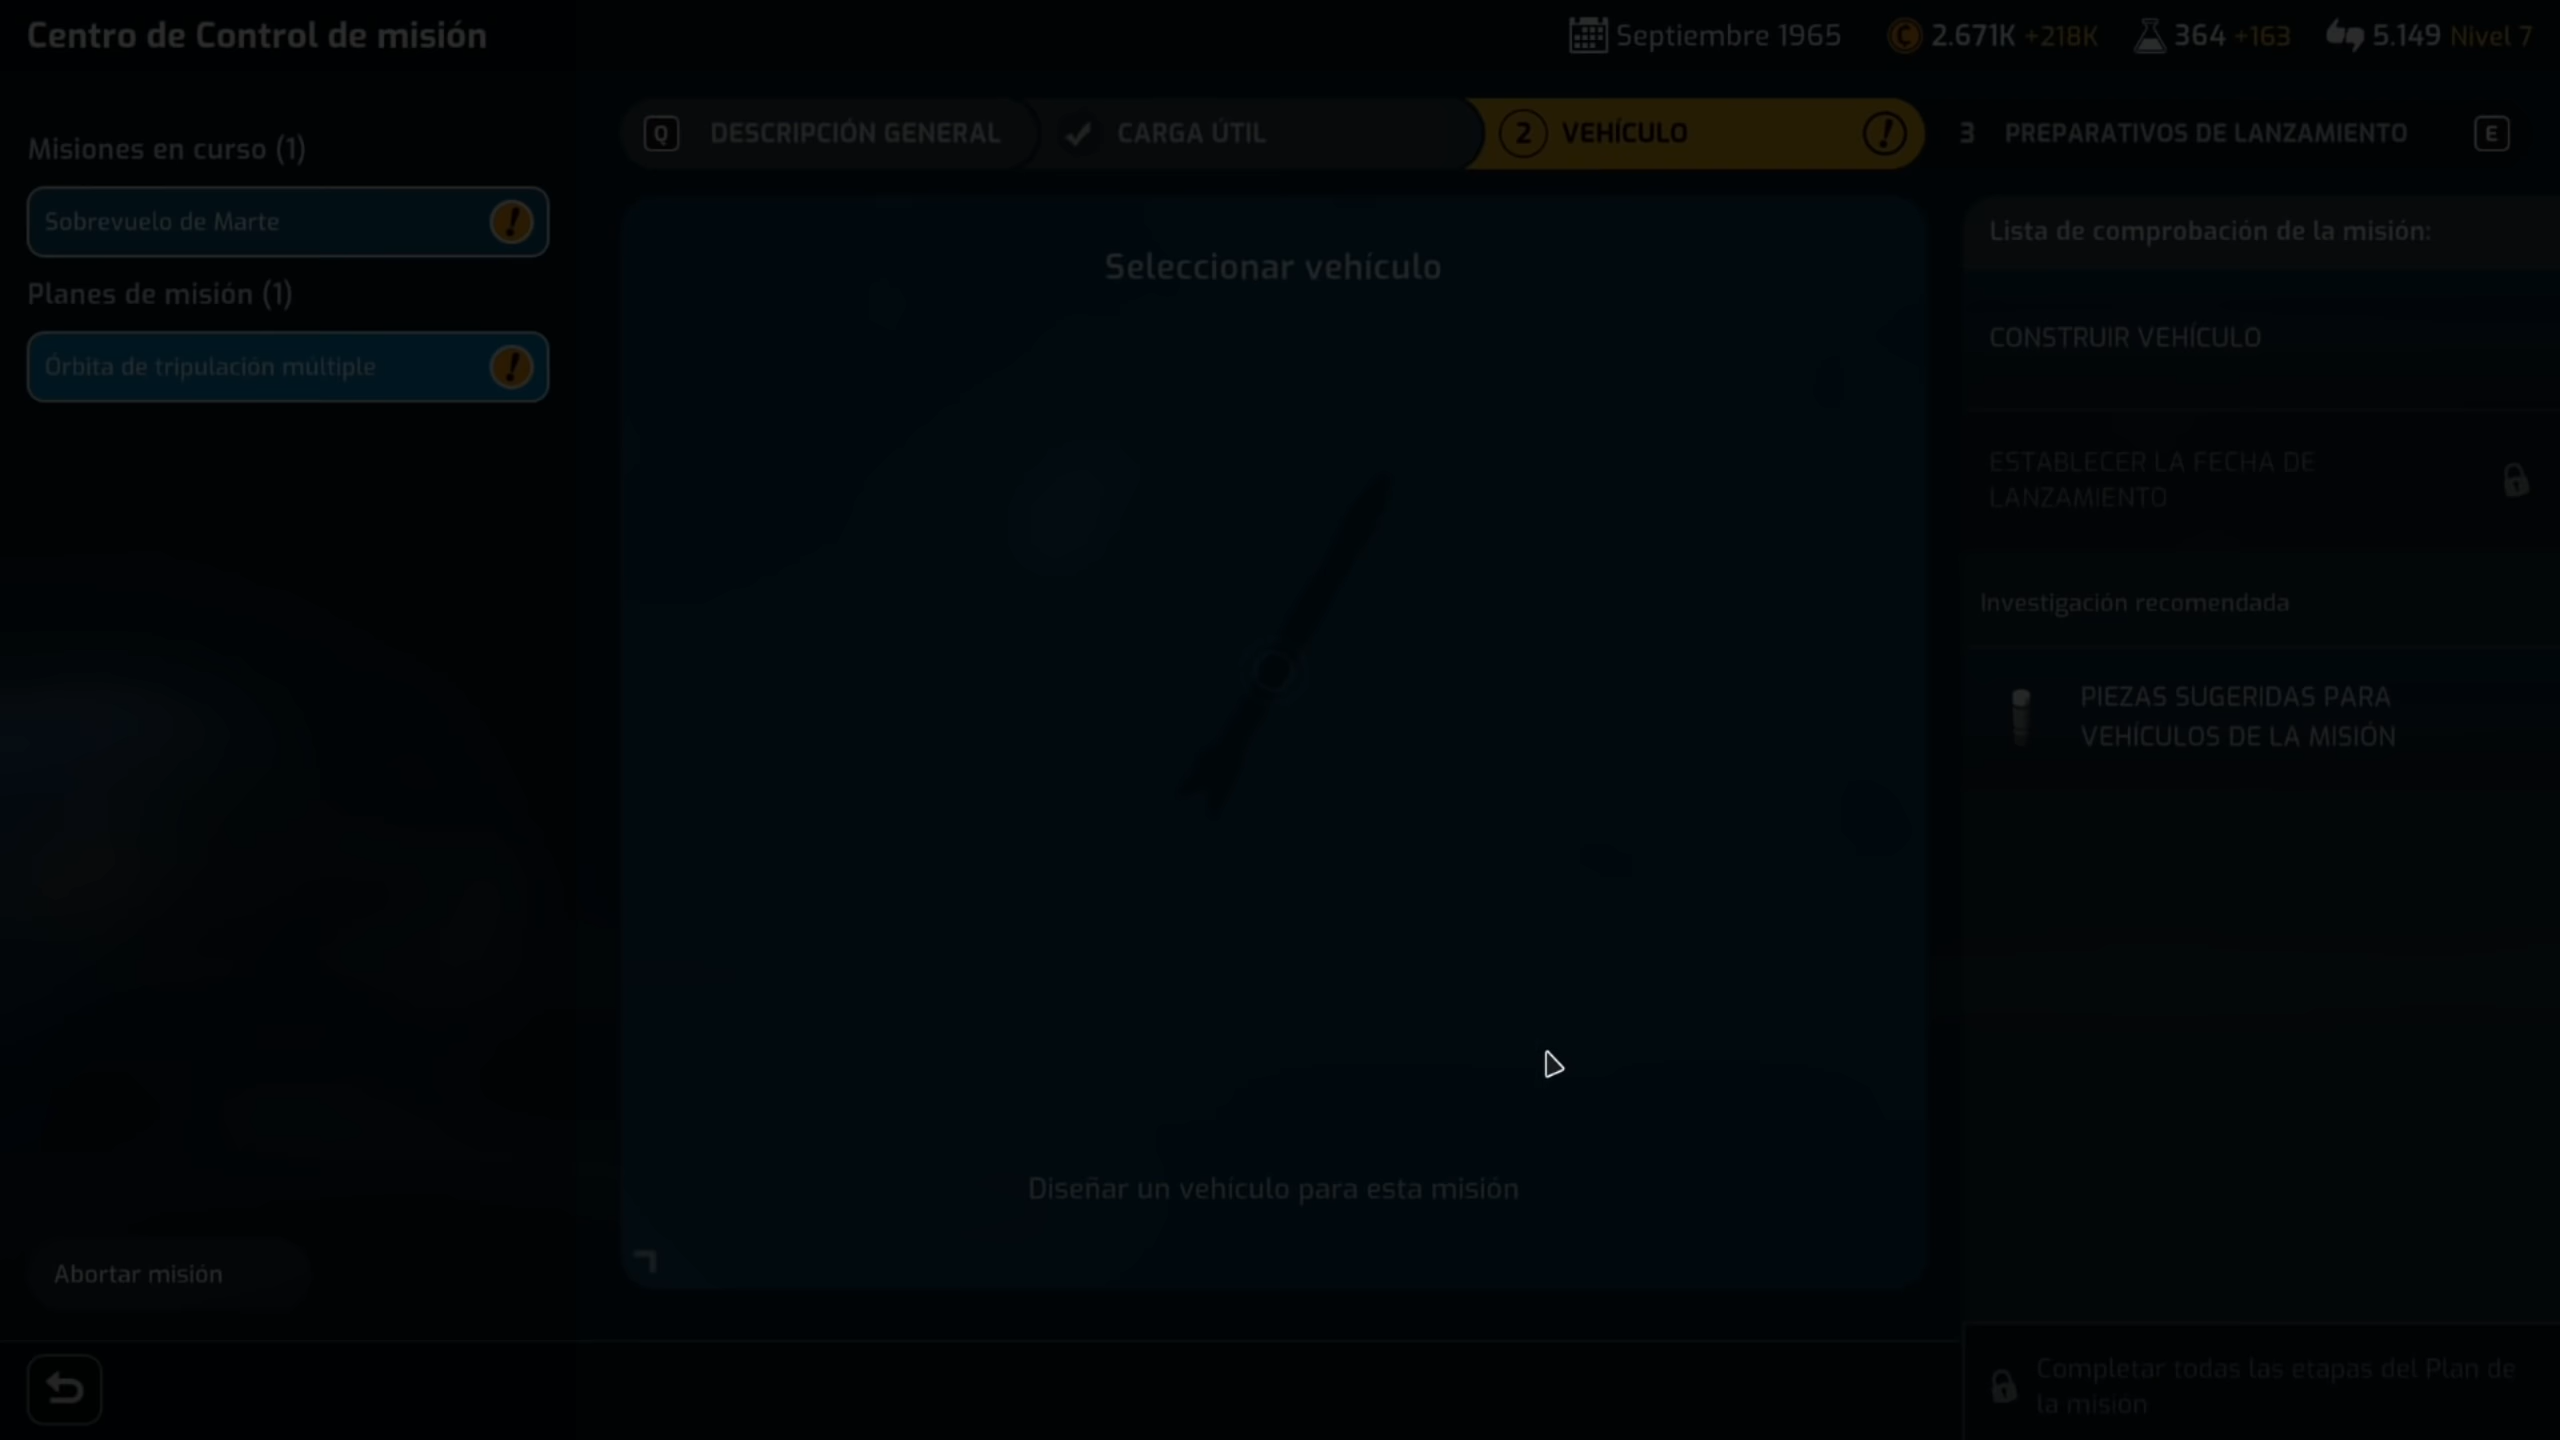 Centro de Control de misión
Septiembre 1965
2.671K +218K
364 +163
5.149 Nivel 7
Misiones en curso (1)
Sobrevuelo de Marte
Planes de misión (1)
Órbita de tripulación múltiple
Abortar misión
Q DESCRIPCIÓN GENERAL
CARGA ÚTIL
2 VEHÍCULO
3 PREPARATIVOS DE LANZAMIENTO E
Seleccionar vehículo
Diseñar un vehículo para esta misión
Lista de comprobación de la misión:
CONSTRUIR VEHÍCULO
ESTABLECER LA FECHA DE
LANZAMIENTO
Investigación recomendada
PIEZAS SUGERIDAS PARA
VEHÍCULOS DE LA MISIÓN
Completar todas las etapas del Plan de
la misión